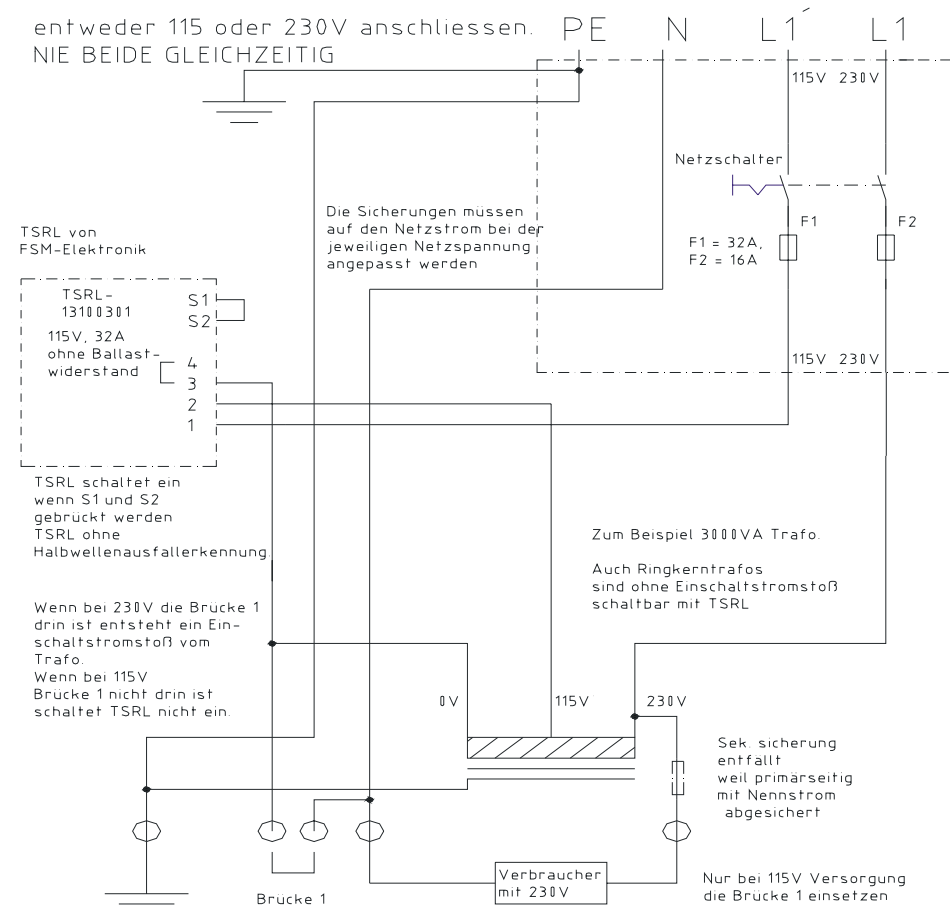 entweder 115 oder 230V anschliessen.
NIE BEIDE GLEICHZEITIG
PE
N
L1´
L1
115V 230V
Netzschalter
F1
F2
F1 = 32A,
F2 = 16A
115V 230V
Die Sicherungen müssen
auf den Netzstrom bei der
jeweiligen Netzspannung
angepasst werden
TSRL von
FSM-Elektronik
TSRL-
13100301
115V, 32A
ohne Ballast-
widerstand
S1
S2
4
3
2
1
TSRL schaltet ein
wenn S1 und S2
gebrückt werden
TSRL ohne
Halbwellenausfallerkennung.
Zum Beispiel 3000VA Trafo.
Auch Ringkerntrafos
sind ohne Einschaltstromstoß
schaltbar mit TSRL
Wenn bei 230V die Brücke 1
drin ist entsteht ein Ein-
schaltstromstoß vom
Trafo.
Wenn bei 115V
Brücke 1 nicht drin ist
schaltet TSRL nicht ein.
0V
115V
230V
Sek. sicherung
entfallt
weil primärseitig
mit Nennstrom
abgesichert
Brücke 1
Verbraucher
mit 230V
Nur bei 115V Versorgung
die Brücke 1 einsetzen